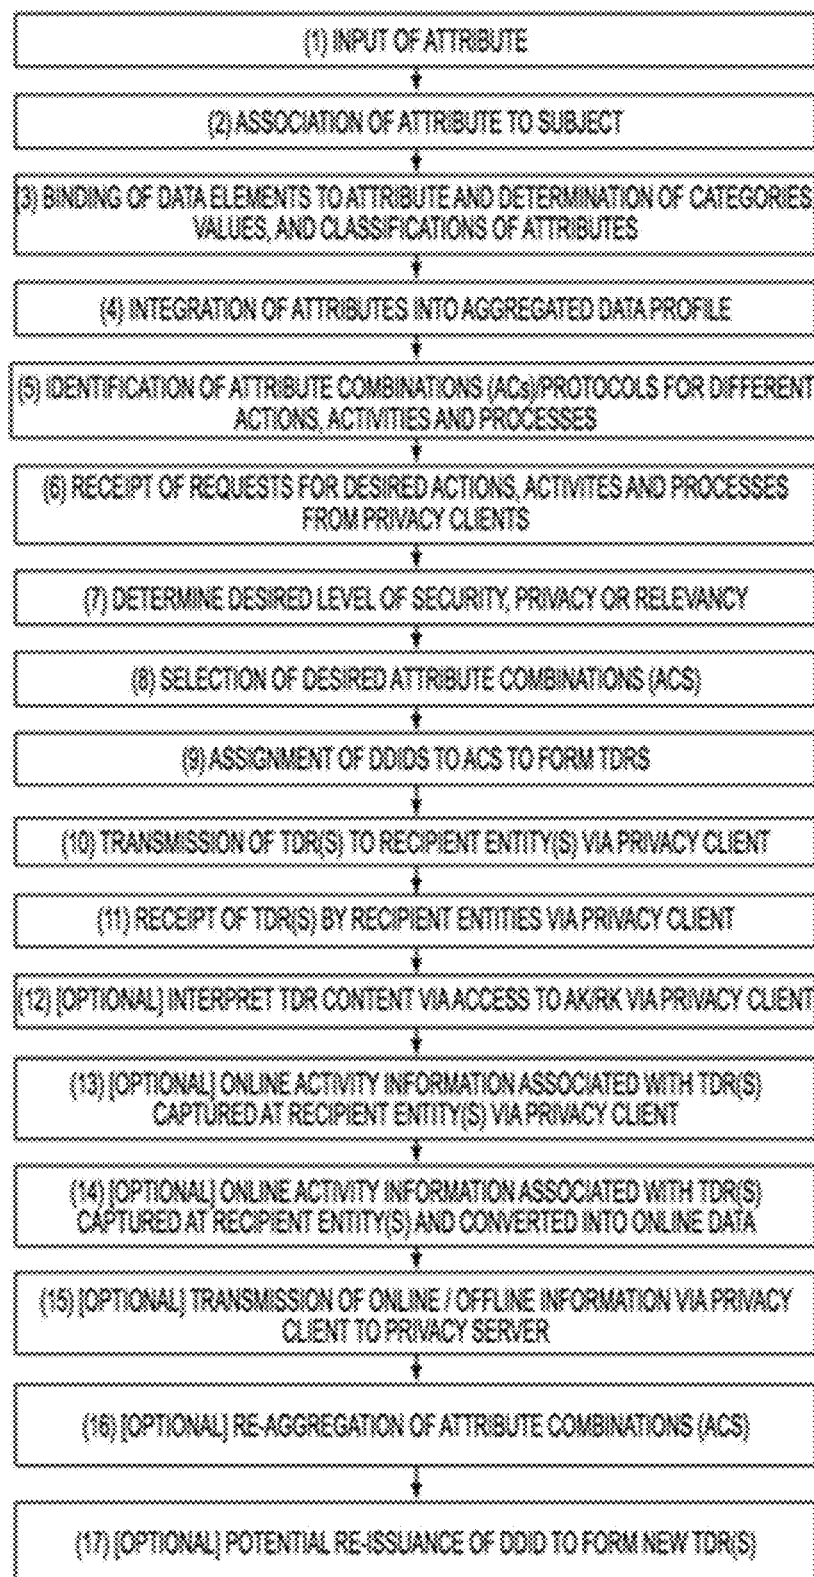 (1) INPUT OF ATTRIBUTE
(2) ASSOCIATION OF ATTRIBUTE TO SUBJECT
(3) BINDING OF DATA ELEMENTS TO ATTRIBUTE AND DETERMINATION OF CATEGORIES,
VALUES, AND CLASSIFICATIONS OF ATTRIBUTES
(4) INTEGRATION OF ATTRIBUTES INTO AGGREGATED DATA PROFILE
(5) IDENTIFICATION OF ATTRIBUTE COMBINATIONS (ACs)/PROTOCOLS FOR DIFFERENT
ACTIONS, ACTIVITIES AND PROCESSES
(6) RECEIPT OF REQUESTS FOR DESIRED ACTIONS, ACTIVITES AND PROCESSES
FROM PRIVACY CLIENTS
(7) DETERMINE DESIRED LEVEL OF SECURITY, PRIVACY OR RELEVANCY
(8) SELECTION OF DESIRED ATTRIBUTE COMBINATIONS (ACS)
(9) ASSIGNMENT OF DDIDS TO ACS TO FORM TDRS
(10) TRANSMISSION OF TDR(S) TO RECIPIENT ENTITY(S) VIA PRIVACY CLIENT
(11) RECEIPT OF TDR(S) BY RECIPIENT ENTITIES VIA PRIVACY CLIENT
(12) [OPTIONAL] INTERPRET TDR CONTENT VIA ACCESS TO AK/RK VIA PRIVACY CLIENT
(13) [OPTIONAL] ONLINE ACTIVITY INFORMATION ASSOCIATED WITH TDR(S)
CAPTURED AT RECIPIENT ENTITY(S) VIA PRIVACY CLIENT
(14) [OPTIONAL] ONLINE ACTIVITY INFORMATION ASSOCIATED WITH TDR(S)
CAPTURED AT RECIPIENT ENTITY(S) AND CONVERTED INTO ONLINE DATA
(15) [OPTIONAL] TRANSMISSION OF ONLINE / OFFLINE INFORMATION VIA PRIVACY
CLIENT TO PRIVACY SERVER
(16) [OPTIONAL] RE-AGGREGATION OF ATTRIBUTE COMBINATIONS (ACS)
(17) [OPTIONAL] POTENTIAL RE-ISSUANCE OF DDID TO FORM NEW TDR(S)